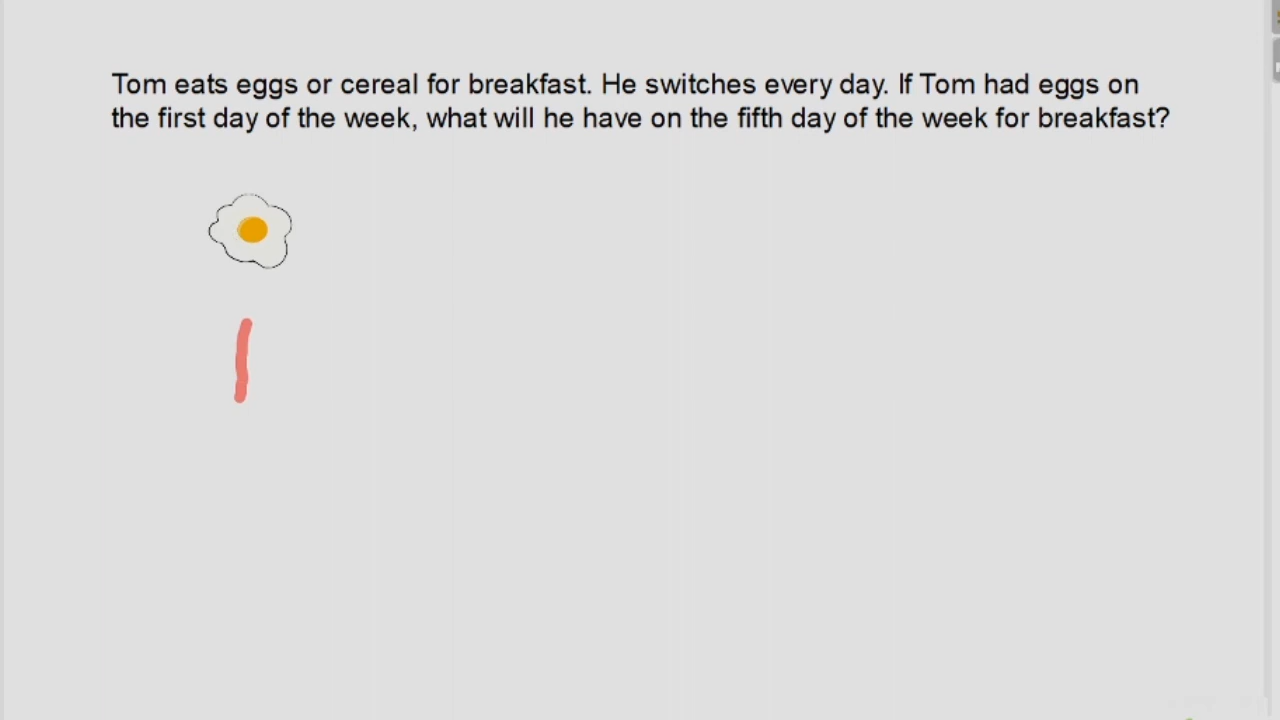 Tom eats eggs or cereal for breakfast. He switches every day. If Tom had eggs on
the first day of the week, what will he have on the fifth day of the week for breakfast?
1